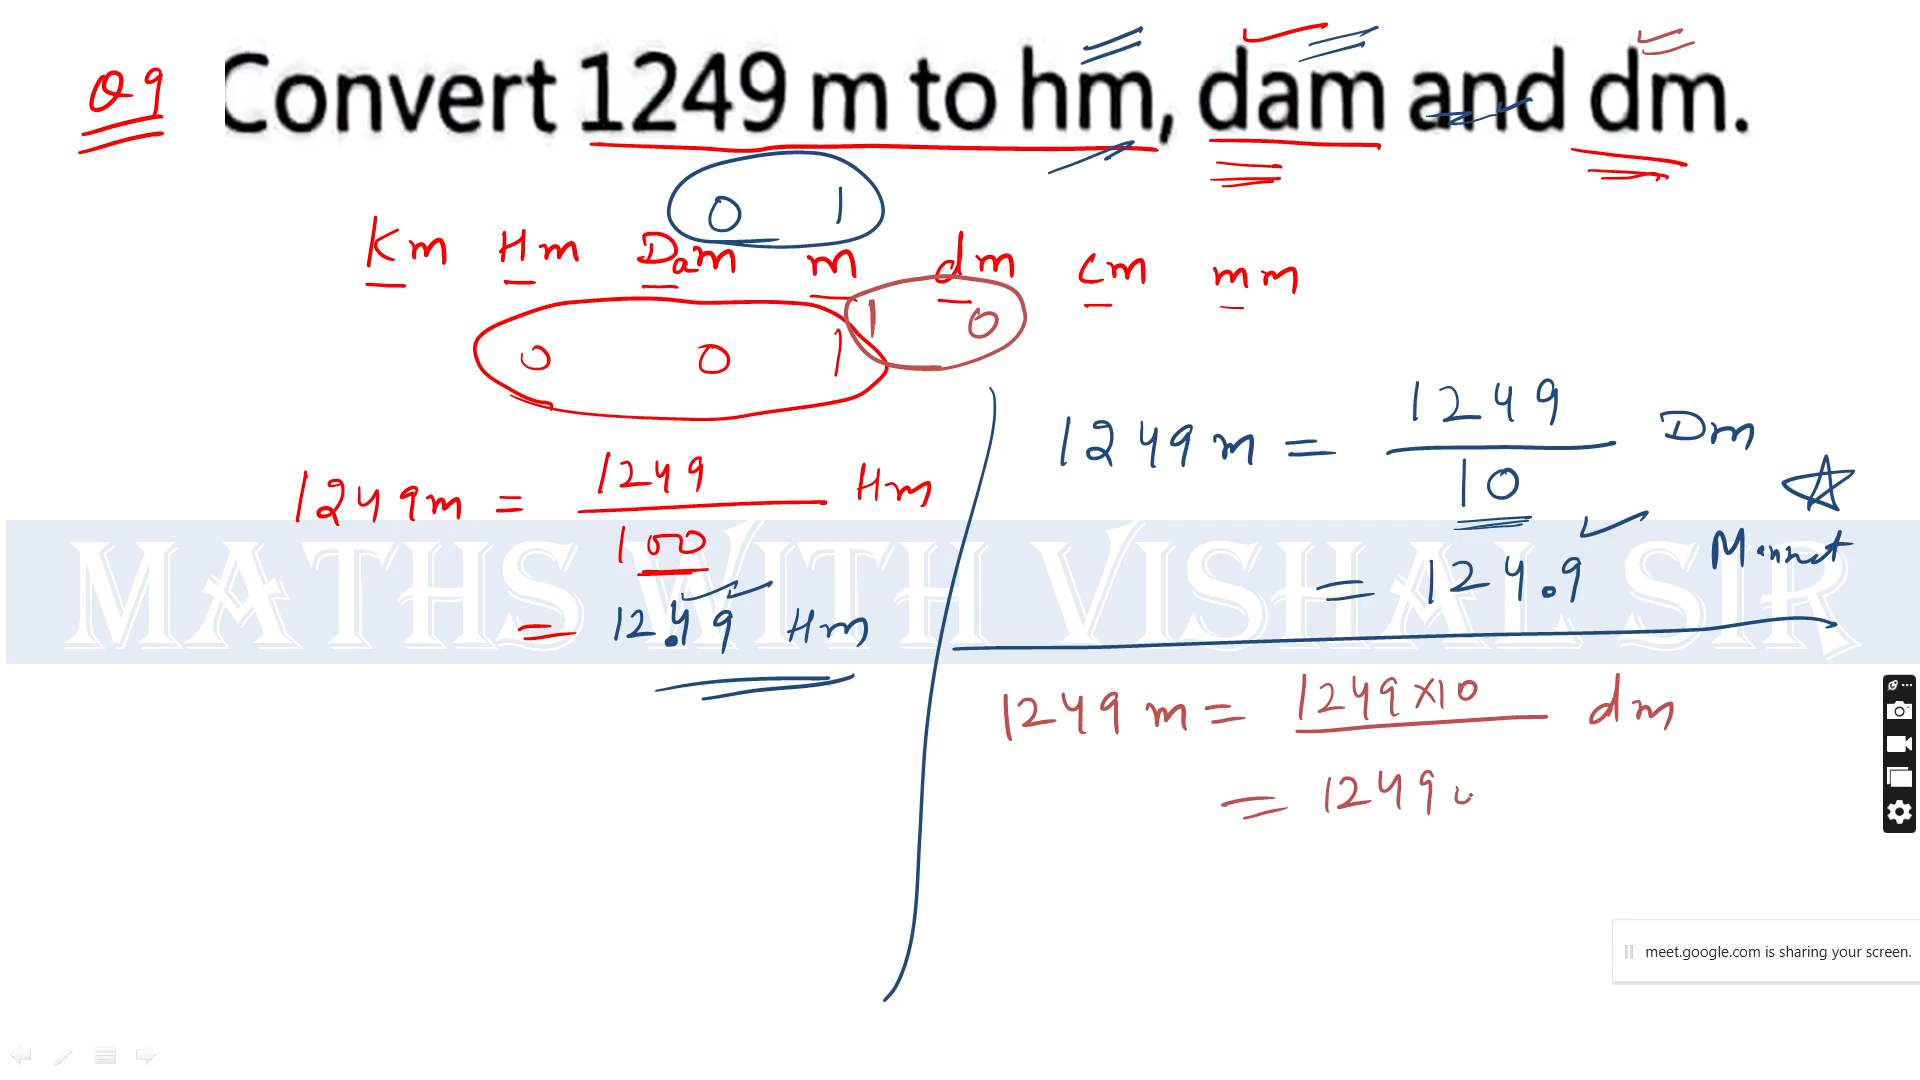 Q9 Convert 1249 m to hm, dam and dm.
0 1
Km Hm Dam m dm cm mm
1 0
0 0 1
1249m = 1249/100 Hm
= 12.49 Hm
1249m = 1249/10 Dm
= 124.9
Mannat
1249 m = 1249×10 dm
= 1249
MATHS WITH VISHAL SIR
meet.google.com is sharing your screen.